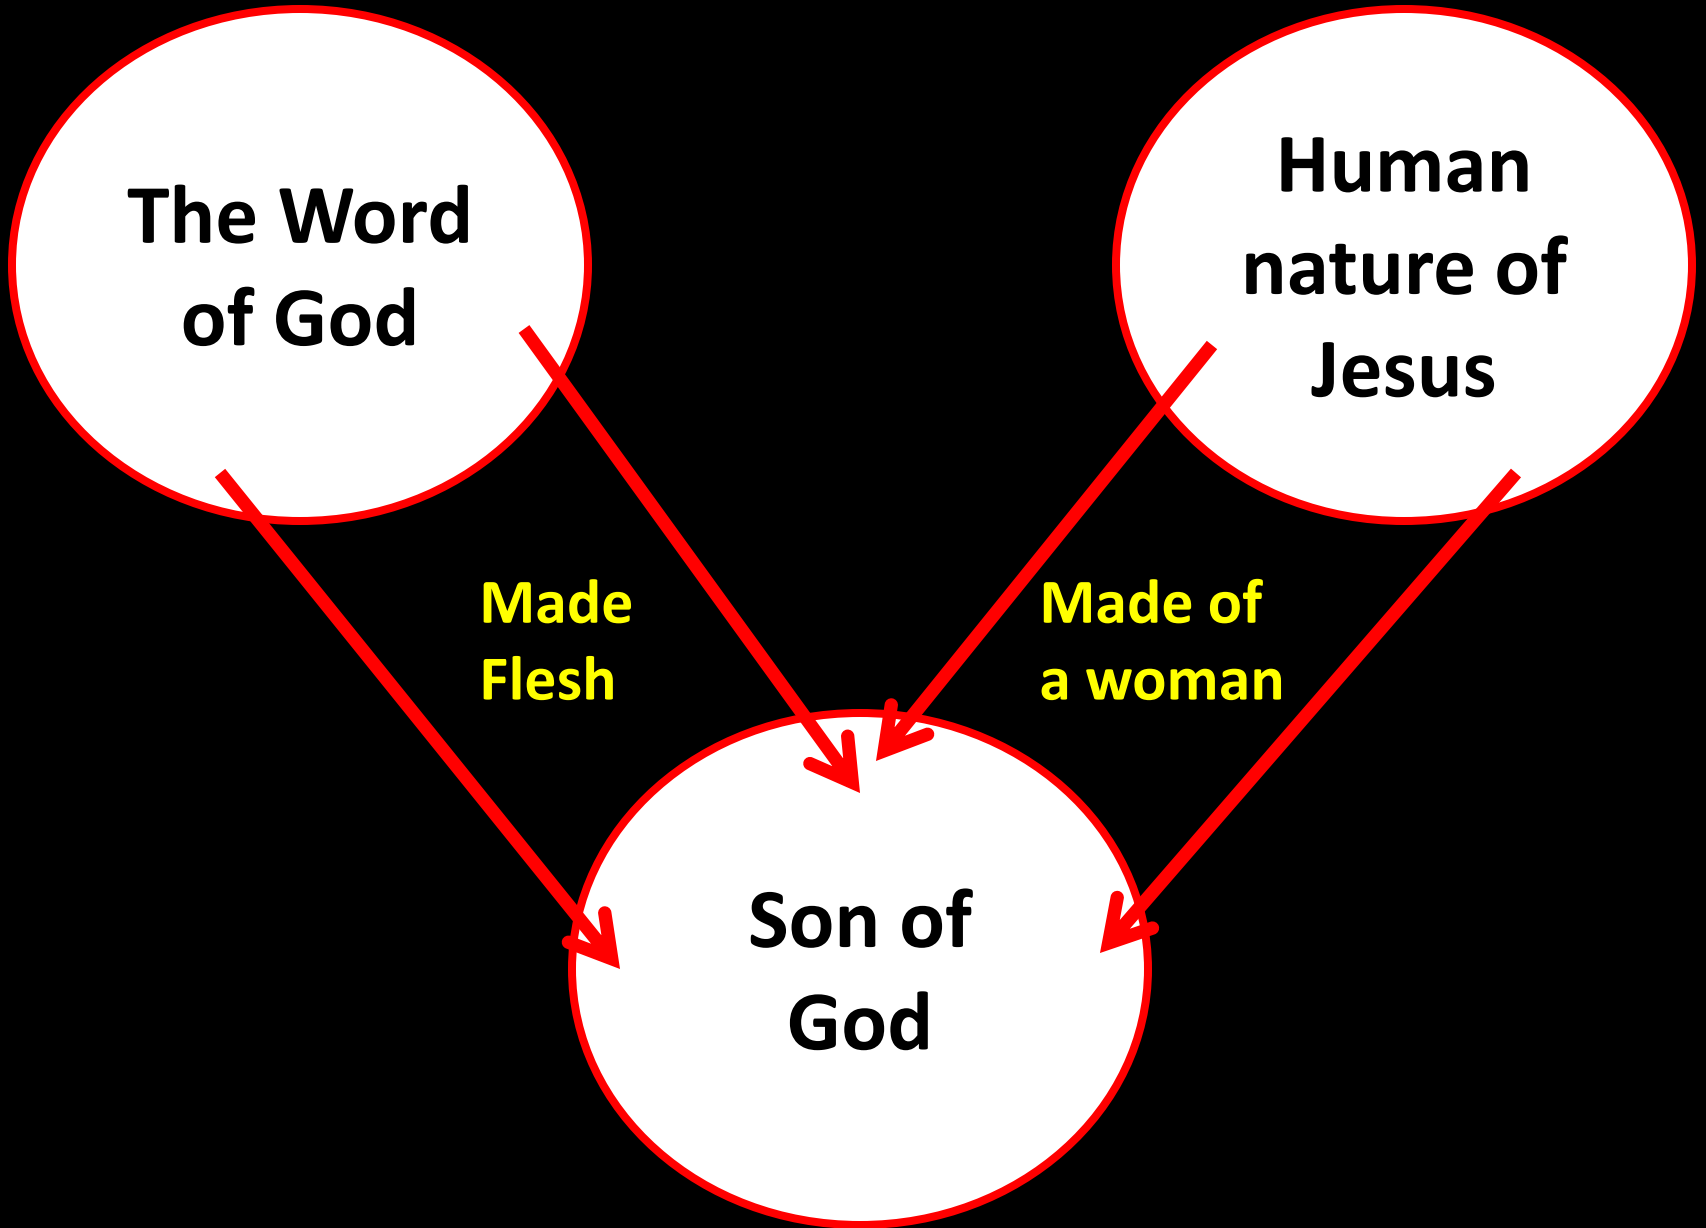 The Word
of God
Human
nature of
Jesus
Made
Flesh
Made of
a woman
Son of
God